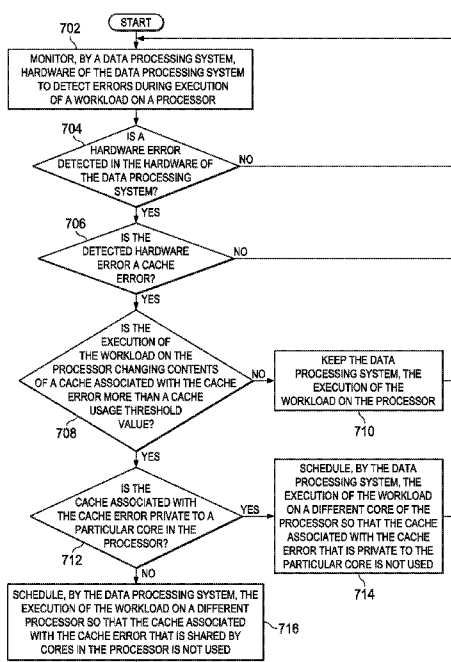 START
702
MONITOR, BY A DATA PROCESSING SYSTEM,
HARDWARE OF THE DATA PROCESSING SYSTEM
TO DETECT ERRORS DURING EXECUTION
OF A WORKLOAD ON A PROCESSOR
704
IS A
HARDWARE ERROR
DETECTED IN THE HARDWARE OF
THE DATA PROCESSING
SYSTEM?
NO
YES
706
IS THE
DETECTED HARDWARE
ERROR A CACHE
ERROR?
NO
YES
IS THE
EXECUTION OF
THE WORKLOAD ON THE
PROCESSOR CHANGING CONTENTS
OF A CACHE ASSOCIATED WITH THE CACHE
ERROR MORE THAN A CACHE
USAGE THRESHOLD
VALUE?
708
NO
KEEP THE DATA
PROCESSING SYSTEM, THE
EXECUTION OF THE
WORKLOAD ON THE PROCESSOR
710
YES
IS THE
CACHE ASSOCIATED WITH
THE CACHE ERROR PRIVATE TO A
PARTICULAR CORE IN THE
PROCESSOR?
712
YES
SCHEDULE, BY THE DATA
PROCESSING SYSTEM, THE
EXECUTION OF THE WORKLOAD
ON A DIFFERENT CORE OF THE
PROCESSOR SO THAT THE CACHE
ASSOCIATED WITH THE CACHE
ERROR THAT IS PRIVATE TO THE
PARTICULAR CORE IS NOT USED
714
NO
SCHEDULE, BY THE DATA PROCESSING SYSTEM, THE
EXECUTION OF THE WORKLOAD ON A DIFFERENT
PROCESSOR SO THAT THE CACHE ASSOCIATED
WITH THE CACHE ERROR THAT IS SHARED BY
CORES IN THE PROCESSOR IS NOT USED
716